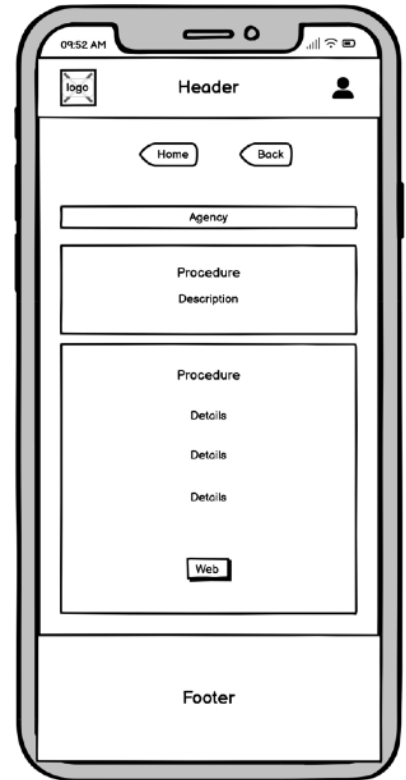 09:52 AM
logo
Header
Home
Back
Agency
Procedure
Description
Procedure
Details
Details
Details
Web
Footer